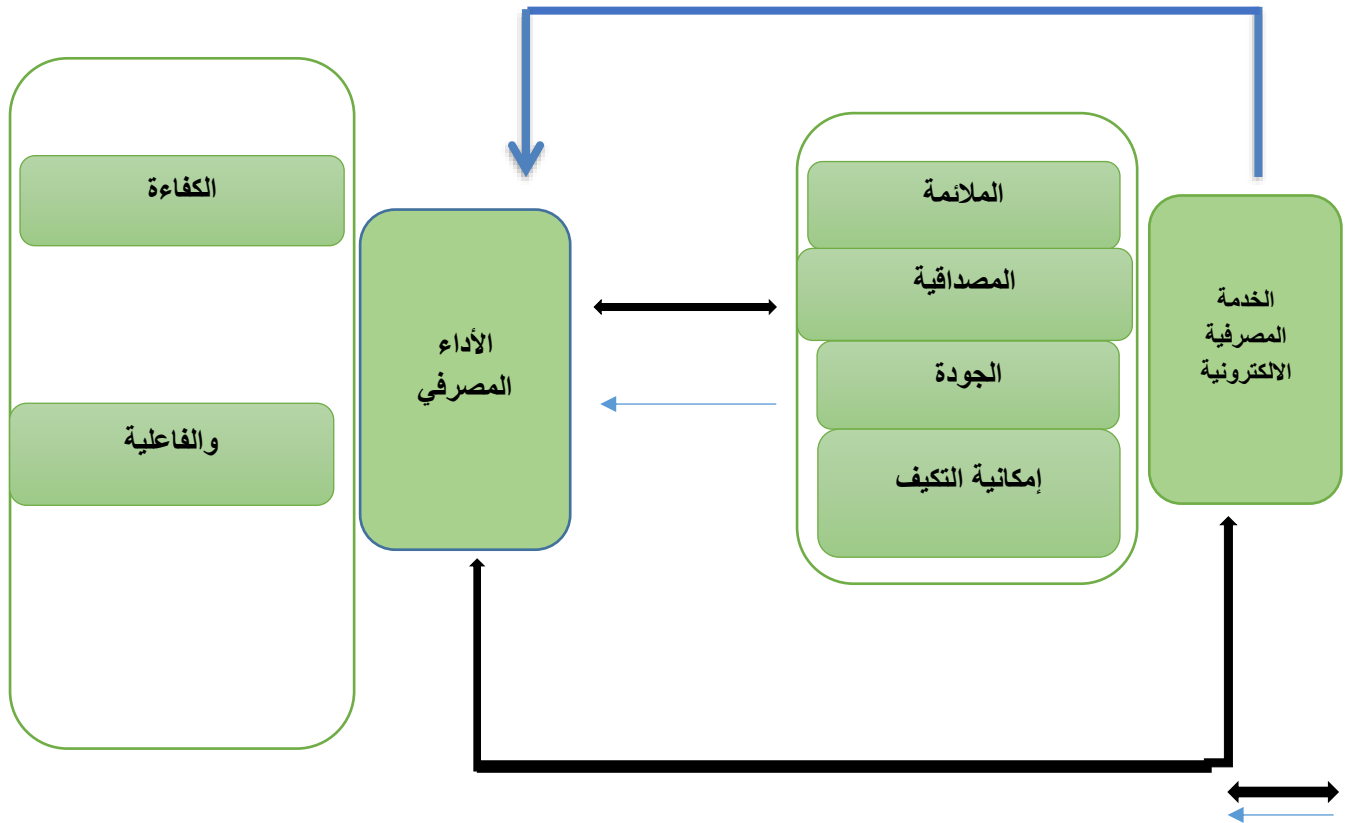 الخدمة
المصرفية
الالكترونية
الملائمة
المصداقية
الجودة
إمكانية التكيف
الأداء
المصرفي
الكفاءة
والفاعلية